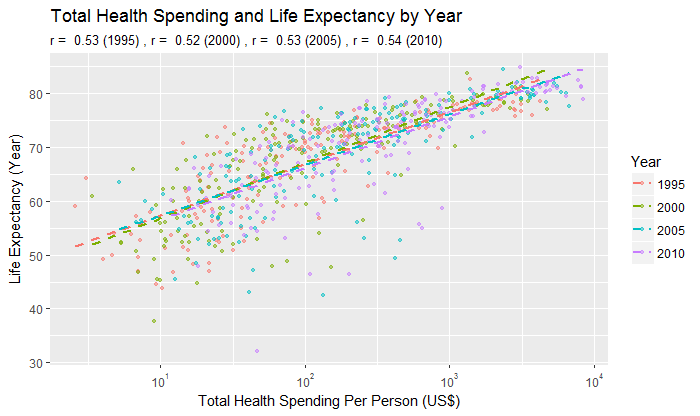 Total Health Spending and Life Expectancy by Year
r = 0.53 (1995) , r = 0.52 (2000) , r = 0.53 (2005) , r = 0.54 (2010)
Life Expectancy (Year)
80
70
60
50
40
30
10¹
10²
10³
10⁴
Total Health Spending Per Person (US$)
Year
1995
2000
2005
2010